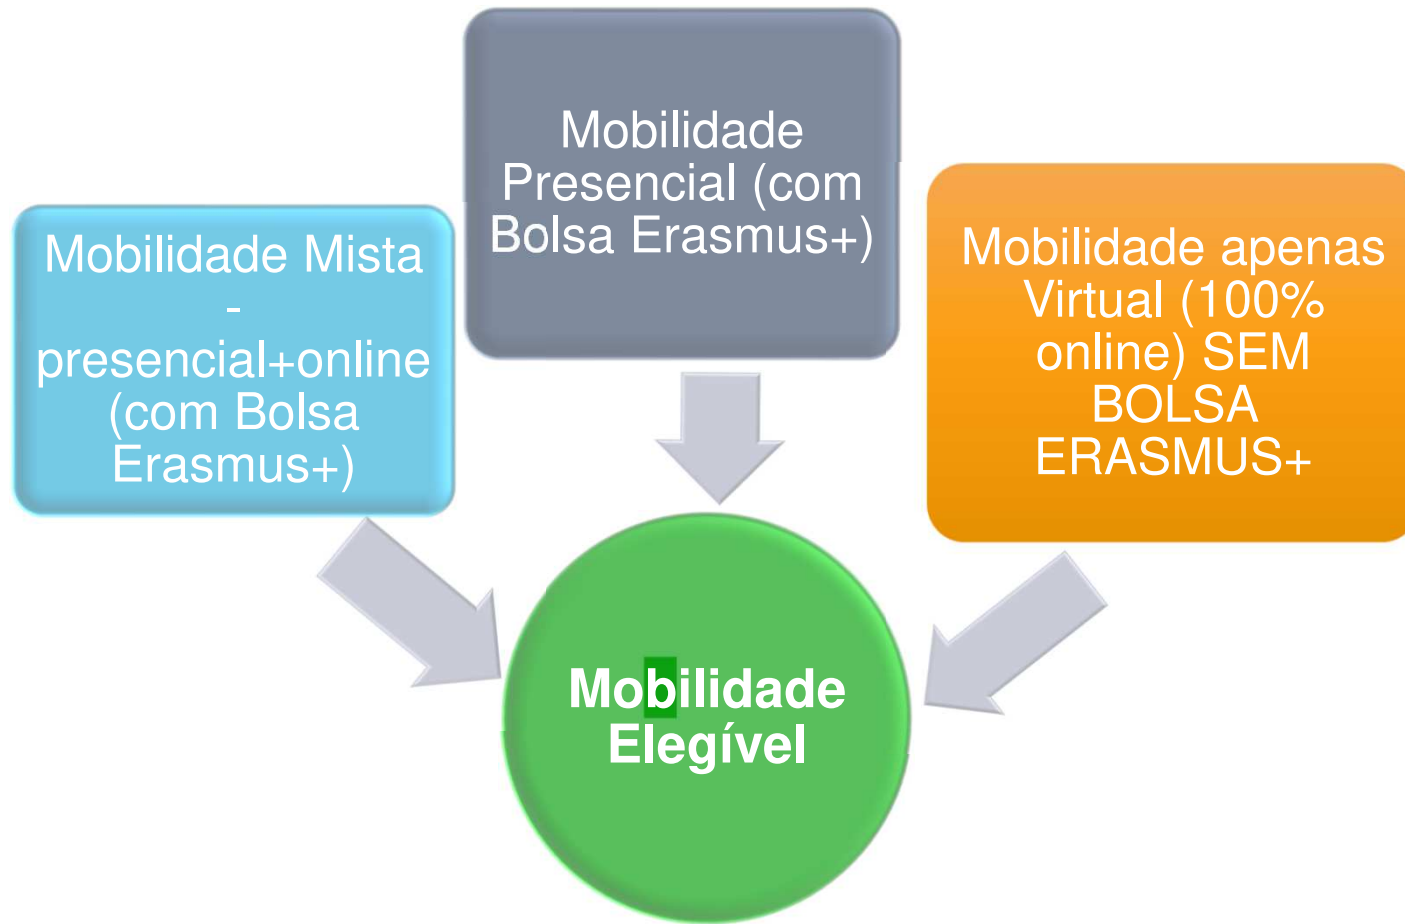 Mobilidade
Presencial (com
Bolsa Erasmus+)
Mobilidade Mista
-
presencial+online
(com Bolsa
Erasmus+)
Mobilidade apenas
Virtual (100%
online) SEM
BOLSA
ERASMUS+
Mobilidade
Elegível